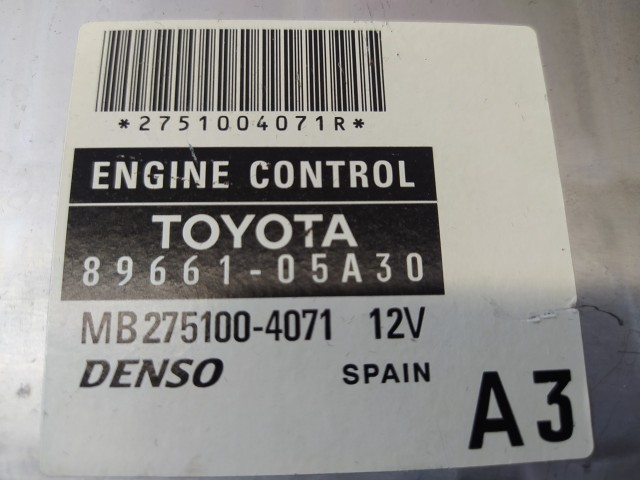 *2751004071R*
ENGINE CONTROL
TOYOTA
89661-05A30
MB275100-4071 12V
DENSO SPAIN
A3